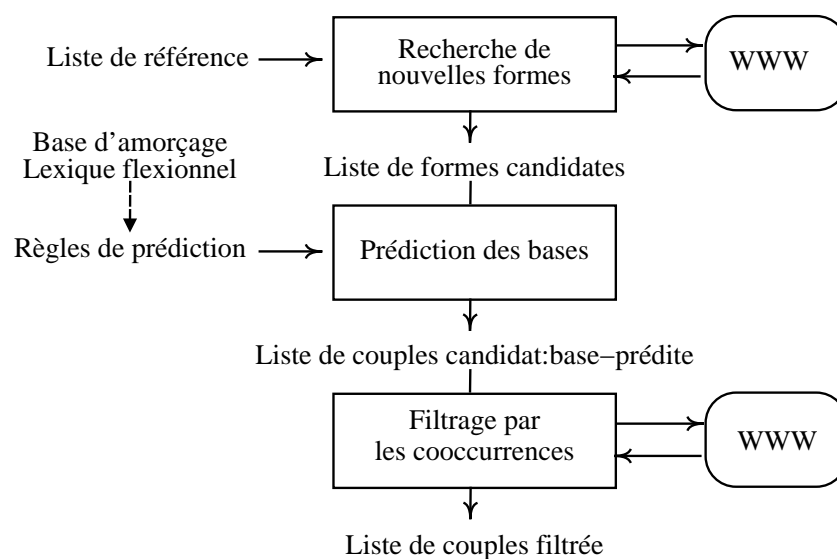 Liste de référence
Recherche de
nouvelles formes
WWW
Base d’amorçage
Lexique flexionnel
Liste de formes candidates
Règles de prédiction
Prédiction des bases
Liste de couples candidat:base−prédite
Filtrage par
les cooccurrences
WWW
Liste de couples filtrée